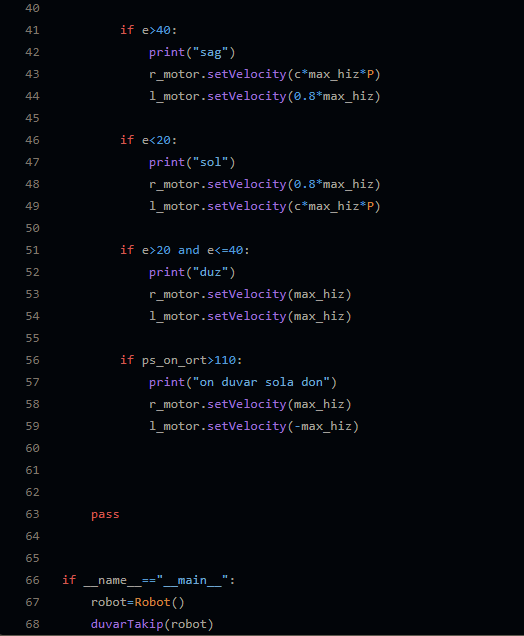 40
41 if e>40:
42 print("sag")
43 r_motor.setVelocity(c*max_hiz*P)
44 l_motor.setVelocity(0.8*max_hiz)
45
46 if e<20:
47 print("sol")
48 r_motor.setVelocity(0.8*max_hiz)
49 l_motor.setVelocity(c*max_hiz*P)
50
51 if e>20 and e<=40:
52 print("duz")
53 r_motor.setVelocity(max_hiz)
54 l_motor.setVelocity(max_hiz)
55
56 if ps_on_ort>110:
57 print("on duvar sola don")
58 r_motor.setVelocity(max_hiz)
59 l_motor.setVelocity(-max_hiz)
60
61
62
63 pass
64
65
66 if __name__=="__main__":
67 robot=Robot()
68 duvarTakip(robot)